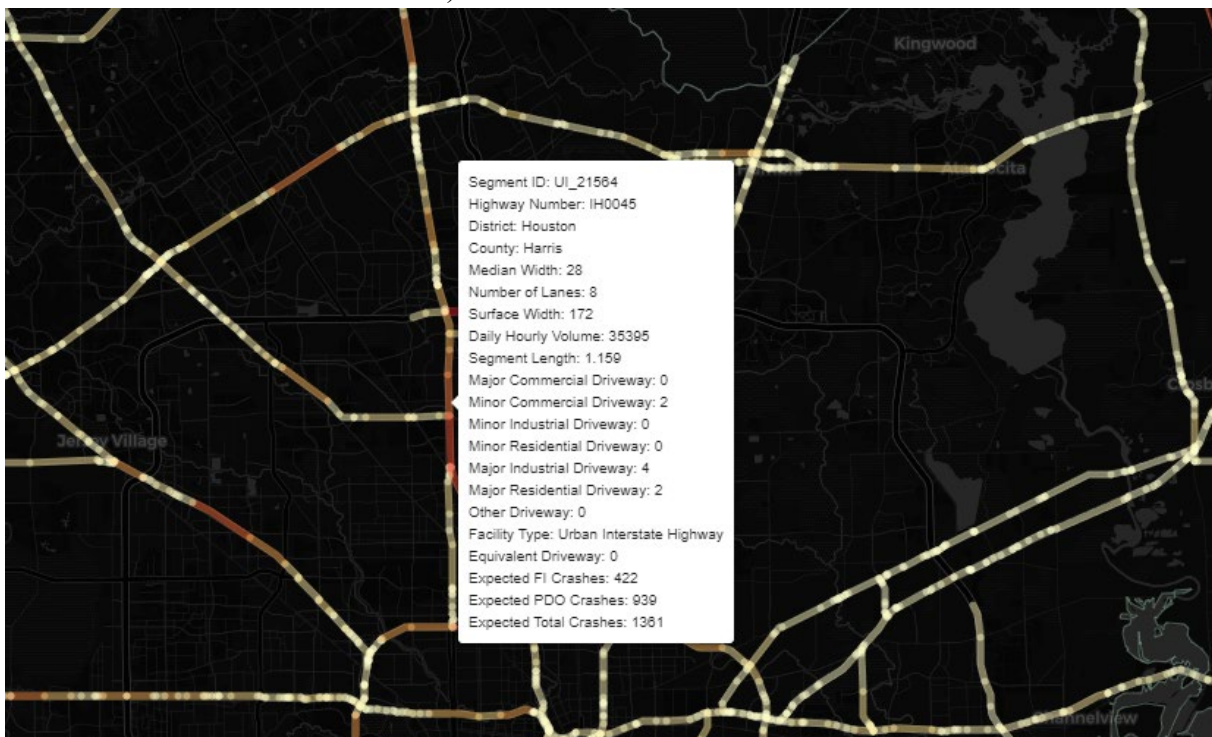 Kingwood
Segment ID: UI_21564
Highway Number: IH0045
District: Houston
County: Harris
Median Width: 28
Number of Lanes: 8
Surface Width: 172
Daily Hourly Volume: 35395
Segment Length: 1.159
Major Commercial Driveway: 0
Minor Commercial Driveway: 2
Minor Industrial Driveway: 0
Minor Residential Driveway: 0
Major Industrial Driveway: 4
Major Residential Driveway: 2
Other Driveway: 0
Facility Type: Urban Interstate Highway
Equivalent Driveway: 0
Expected FI Crashes: 422
Expected PDO Crashes: 939
Expected Total Crashes: 1361
Atascocita
Jersey Village
Channelview